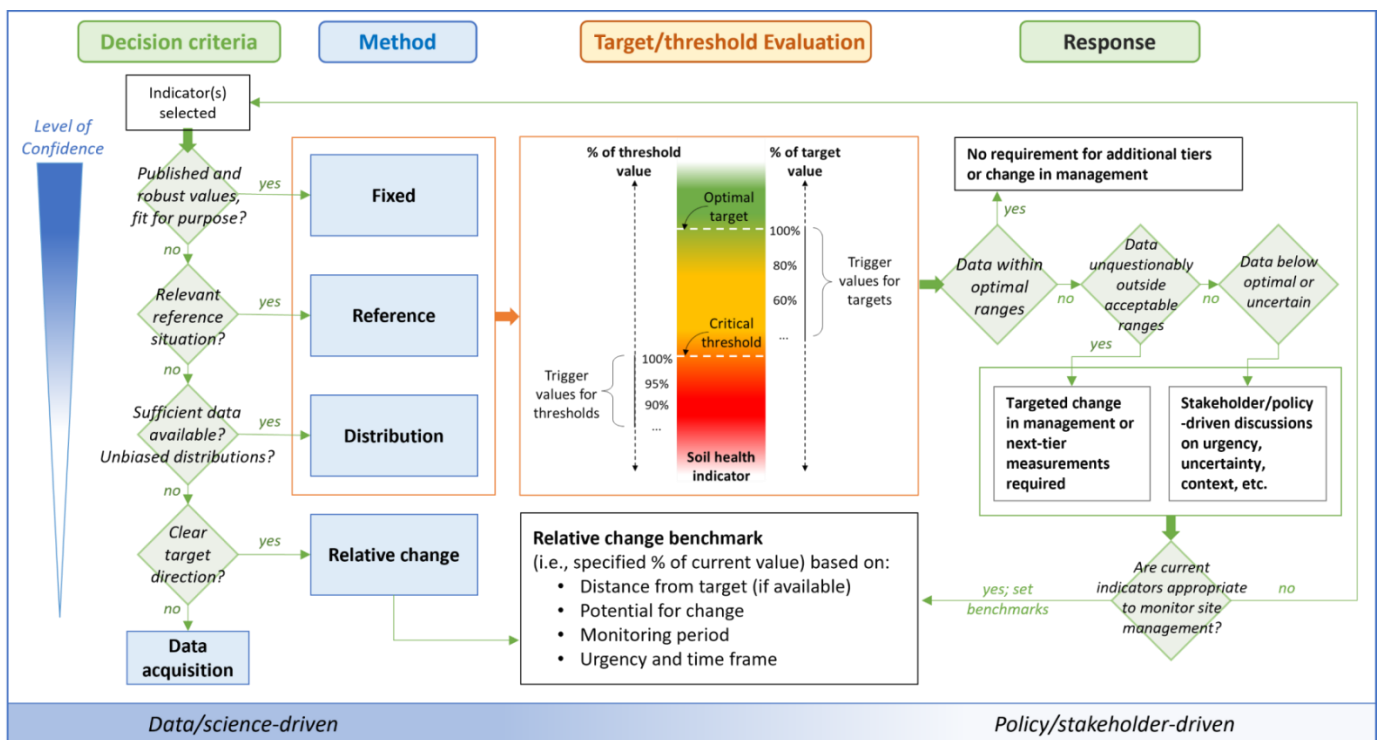 Decision criteria
Method
Target/threshold Evaluation
Response
Level of
Confidence
Indicator(s)
selected
Published and
robust values,
fit for purpose?
yes
no
Fixed
Relevant
reference
situation?
yes
no
Reference
Sufficient data
available?
Unbiased distributions?
yes
no
Distribution
Clear
target
direction?
yes
no
Relative change
Data
acquisition
% of threshold
value
% of target
value
Optimal
target
100%
80%
60%
...
Trigger
values for
targets
Critical
threshold
100%
95%
90%
...
Trigger
values for
thresholds
Soil health
indicator
Relative change benchmark
(i.e., specified % of current value) based on:
• Distance from target (if available)
• Potential for change
• Monitoring period
• Urgency and time frame
No requirement for additional tiers
or change in management
yes
Data within
optimal
ranges
no
Data
unquestionably
outside
acceptable
ranges
no
Data below
optimal or
uncertain
yes
Targeted change
in management or
next-tier
measurements
required
Stakeholder/policy
-driven discussions
on urgency,
uncertainty,
context, etc.
Are current
indicators appropriate
to monitor site
management?
yes; set
benchmarks
no
Data/science-driven
Policy/stakeholder-driven